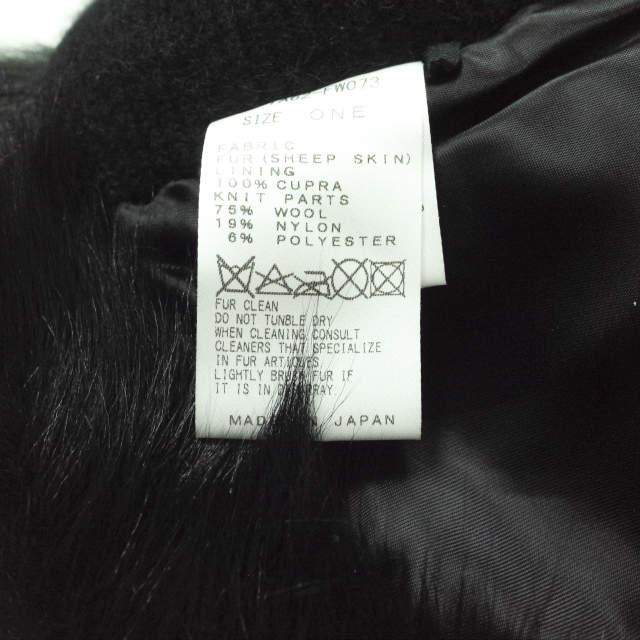 FW073
SIZE ONE
FABRIC
FUR(SHEEP SKIN)
LINING
100% CUPRA
KNIT PARTS
75% WOOL
19% NYLON
6% POLYESTER
FUR CLEAN
DO NOT TUMBLE DRY
WHEN CLEANING CONSULT
CLEANERS THAT SPECIALIZE
IN FUR ARTICLES
LIGHTLY BRUSH FUR IF
IT IS IN
MADE IN JAPAN